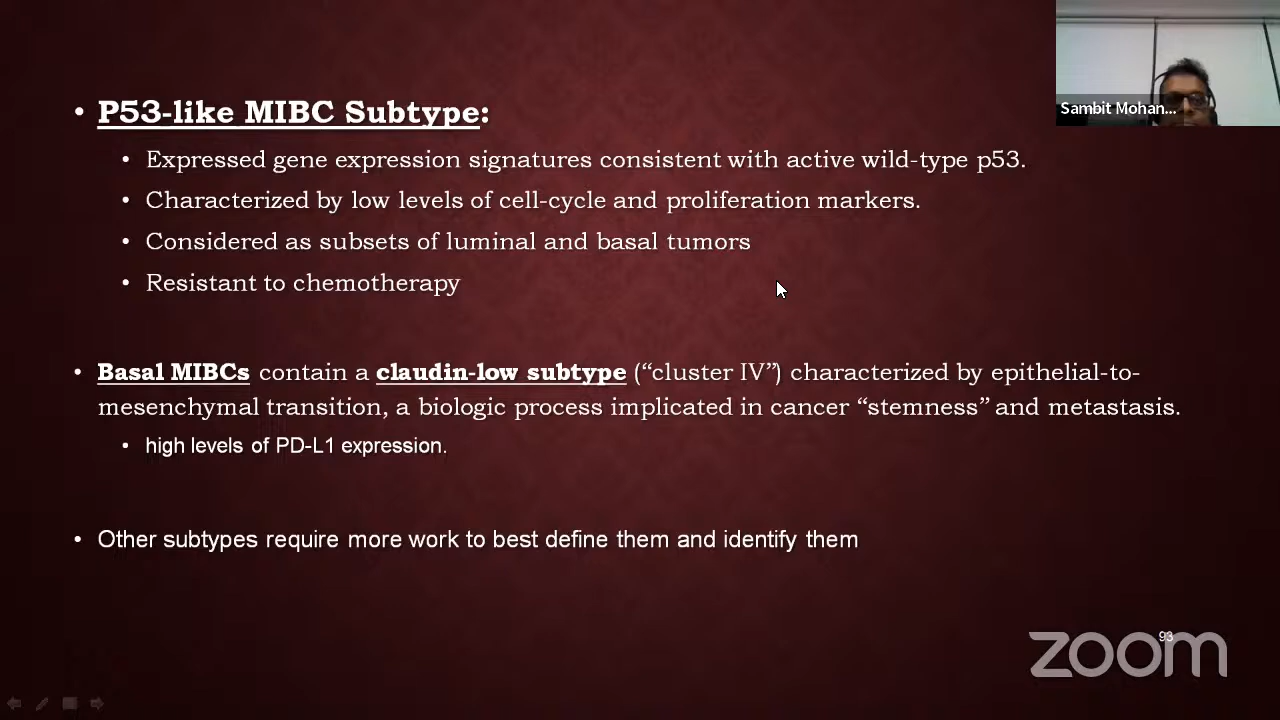 • P53-like MIBC Subtype:
Sambit Mohan...
• Expressed gene expression signatures consistent with active wild-type p53.
• Characterized by low levels of cell-cycle and proliferation markers.
• Considered as subsets of luminal and basal tumors
• Resistant to chemotherapy
• Basal MIBCs contain a claudin-low subtype (“cluster IV”) characterized by epithelial-to-
mesenchymal transition, a biologic process implicated in cancer “stemness” and metastasis.
• high levels of PD-L1 expression.
• Other subtypes require more work to best define them and identify them
93
zoom